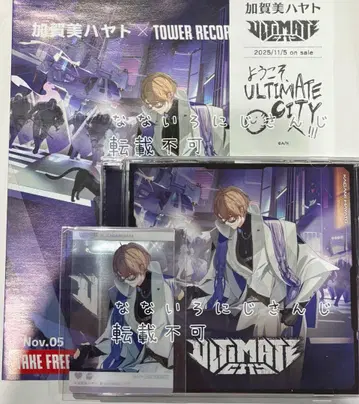 加賀美ハヤト × TOWER RECOR
加賀美ハヤト
ULTIMATE
CITY
2025/11/5 on sale
ようこそ、
ULTIMATE
CITY!!!
なないろにじさんじ
転載不可
なないろにじさんじ
転載不可
Nov.05
TAKE FREE
ULTIMATE
CITY